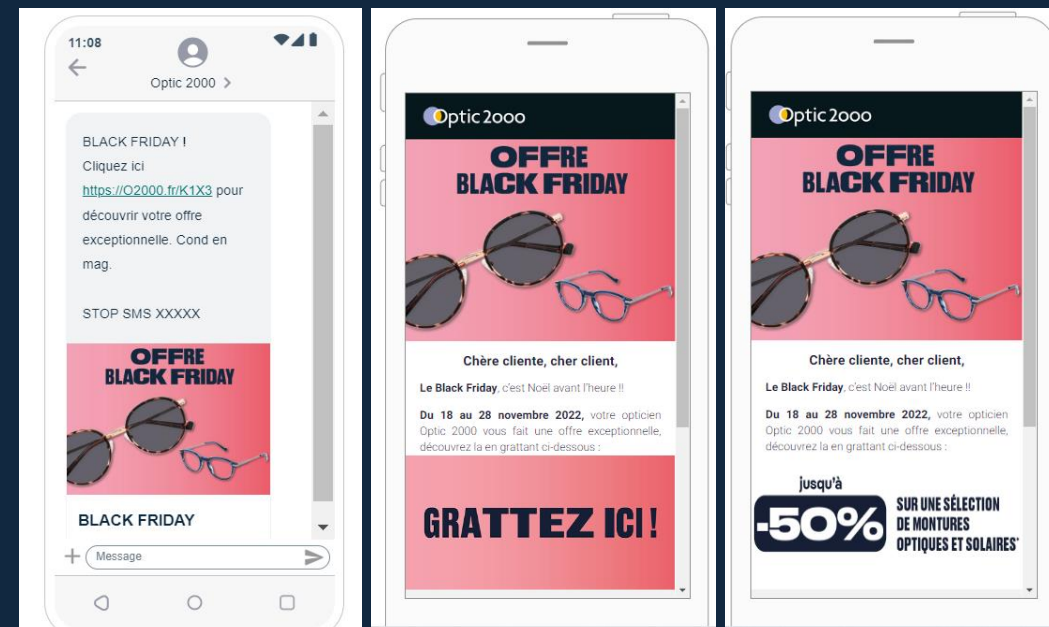 11:08
Optic 2000 >
BLACK FRIDAY !
Cliquez ici
https://O2000.fr/K1X3 pour
découvrir votre offre
exceptionnelle. Cond en
mag.
STOP SMS XXXXX
OFFRE
BLACK FRIDAY
BLACK FRIDAY
Message
Optic 2ooo
OFFRE
BLACK FRIDAY
Chère cliente, cher client,
Le Black Friday, c'est Noël avant l'heure !!
Du 18 au 28 novembre 2022, votre opticien
Optic 2000 vous fait une offre exceptionnelle,
découvrez la en grattant ci-dessous :
GRATTEZ ICI !
Optic 2ooo
OFFRE
BLACK FRIDAY
Chère cliente, cher client,
Le Black Friday, c'est Noël avant l'heure !!
Du 18 au 28 novembre 2022, votre opticien
Optic 2000 vous fait une offre exceptionnelle,
découvrez la en grattant ci-dessous :
jusqu'à
-50%
SUR UNE SÉLECTION
DE MONTURES
OPTIQUES ET SOLAIRES*